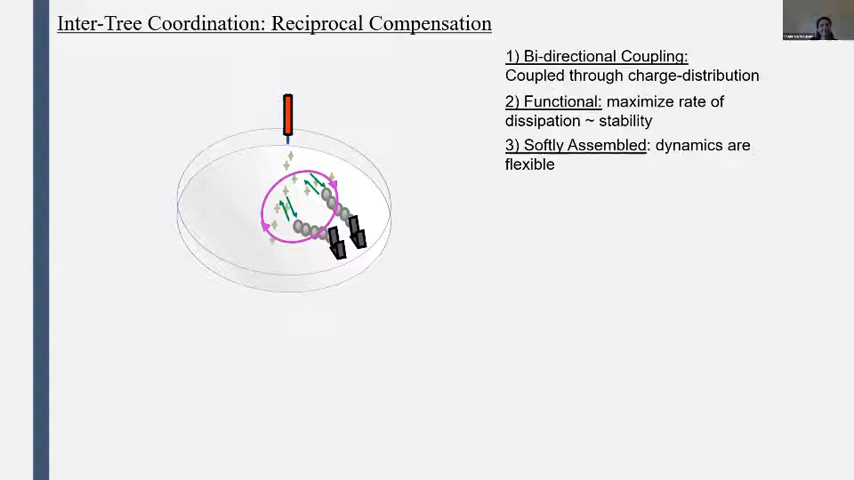 Inter-Tree Coordination: Reciprocal Compensation
1) Bi-directional Coupling:
Coupled through charge-distribution
2) Functional: maximize rate of
dissipation ~ stability
3) Softly Assembled: dynamics are
flexible